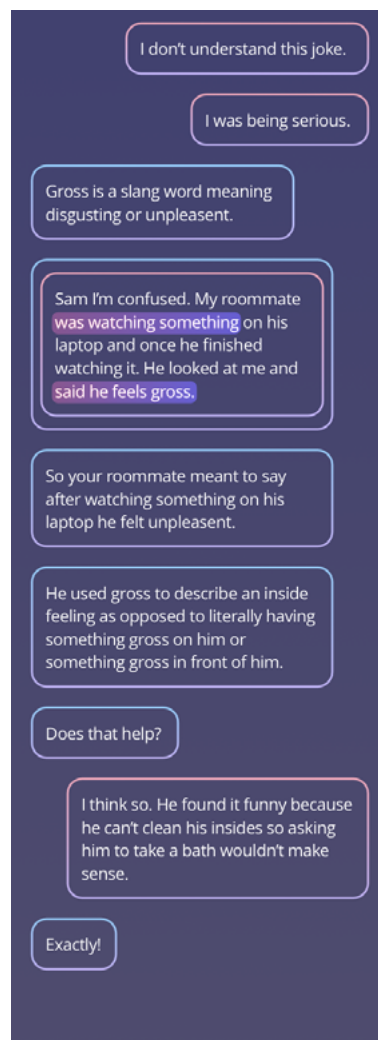 I don't understand this joke.
I was being serious.
Gross is a slang word meaning
disgusting or unpleasent.
Sam I'm confused. My roommate
was watching something on his
laptop and once he finished
watching it. He looked at me and
said he feels gross.
So your roommate meant to say
after watching something on his
laptop he felt unpleasent.
He used gross to describe an inside
feeling as opposed to literally having
something gross on him or
something gross in front of him.
Does that help?
I think so. He found it funny because
he can't clean his insides so asking
him to take a bath wouldn't make
sense.
Exactly!